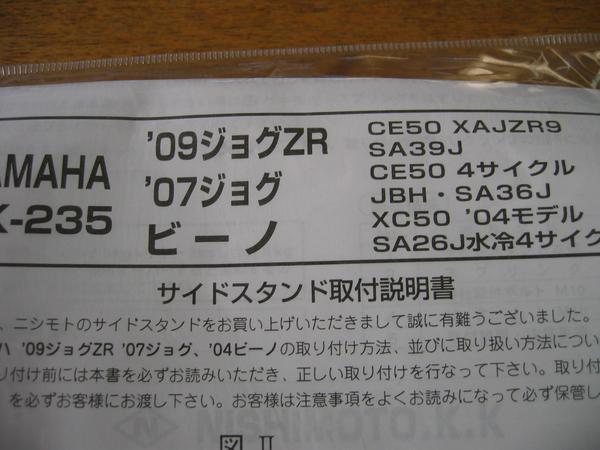 '09ジョグZR CE50 XAJZR9
SA39J
AMAHA '07ジョグ CE50 4サイクル
JBH・SA36J
K-235 ビーノ XC50 '04モデル
SA26J水冷4サイク
サイドスタンド取付説明書
、ニシモトのサイドスタンドをお買い上げいただきまして誠に有難うございました。
ハ '09ジョグZR '07ジョグ、'04ビーノの取り付け方法、並びに取り扱い方法につい
り付け前には本書を必ずお読みいただき、正しい取り付けを行なって下さい。取り付
を必ずお客様にお渡し下さい。お客様は注意事項をよくお読みになって必ず保管し
NISHIMOTO.K.K
図 II